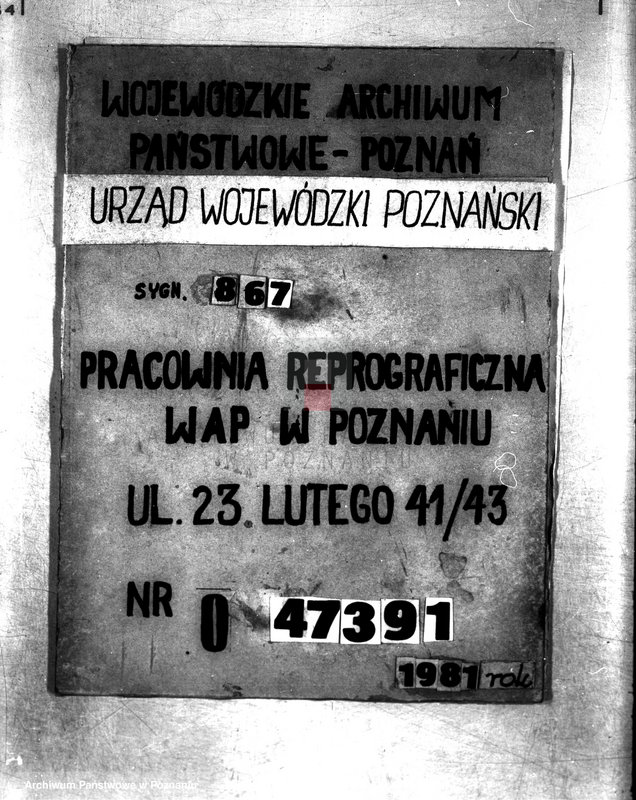 WOJEWÓDZKIE ARCHIWUM
PAŃSTWOWE - POZNAŃ
URZĄD WOJEWÓDZKI POZNAŃSKI
SYGN. 867
PRACOWNIA REPROGRAFICZNA
WAP W POZNANIU
W POZNANIU
UL. 23 LUTEGO 41/43
NR 0 47391
1981 rok
Archiwum Państwowe w Poznaniu